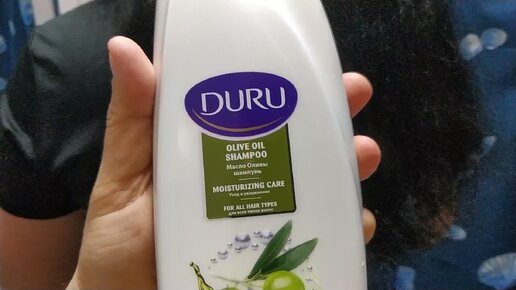 DURU
OLIVE OIL
SHAMPOO
Масло Оливы
шампунь
MOISTURIZING CARE
Уход и увлажнение
FOR ALL HAIR TYPES
ДЛЯ ВСЕХ ТИПОВ ВОЛОС